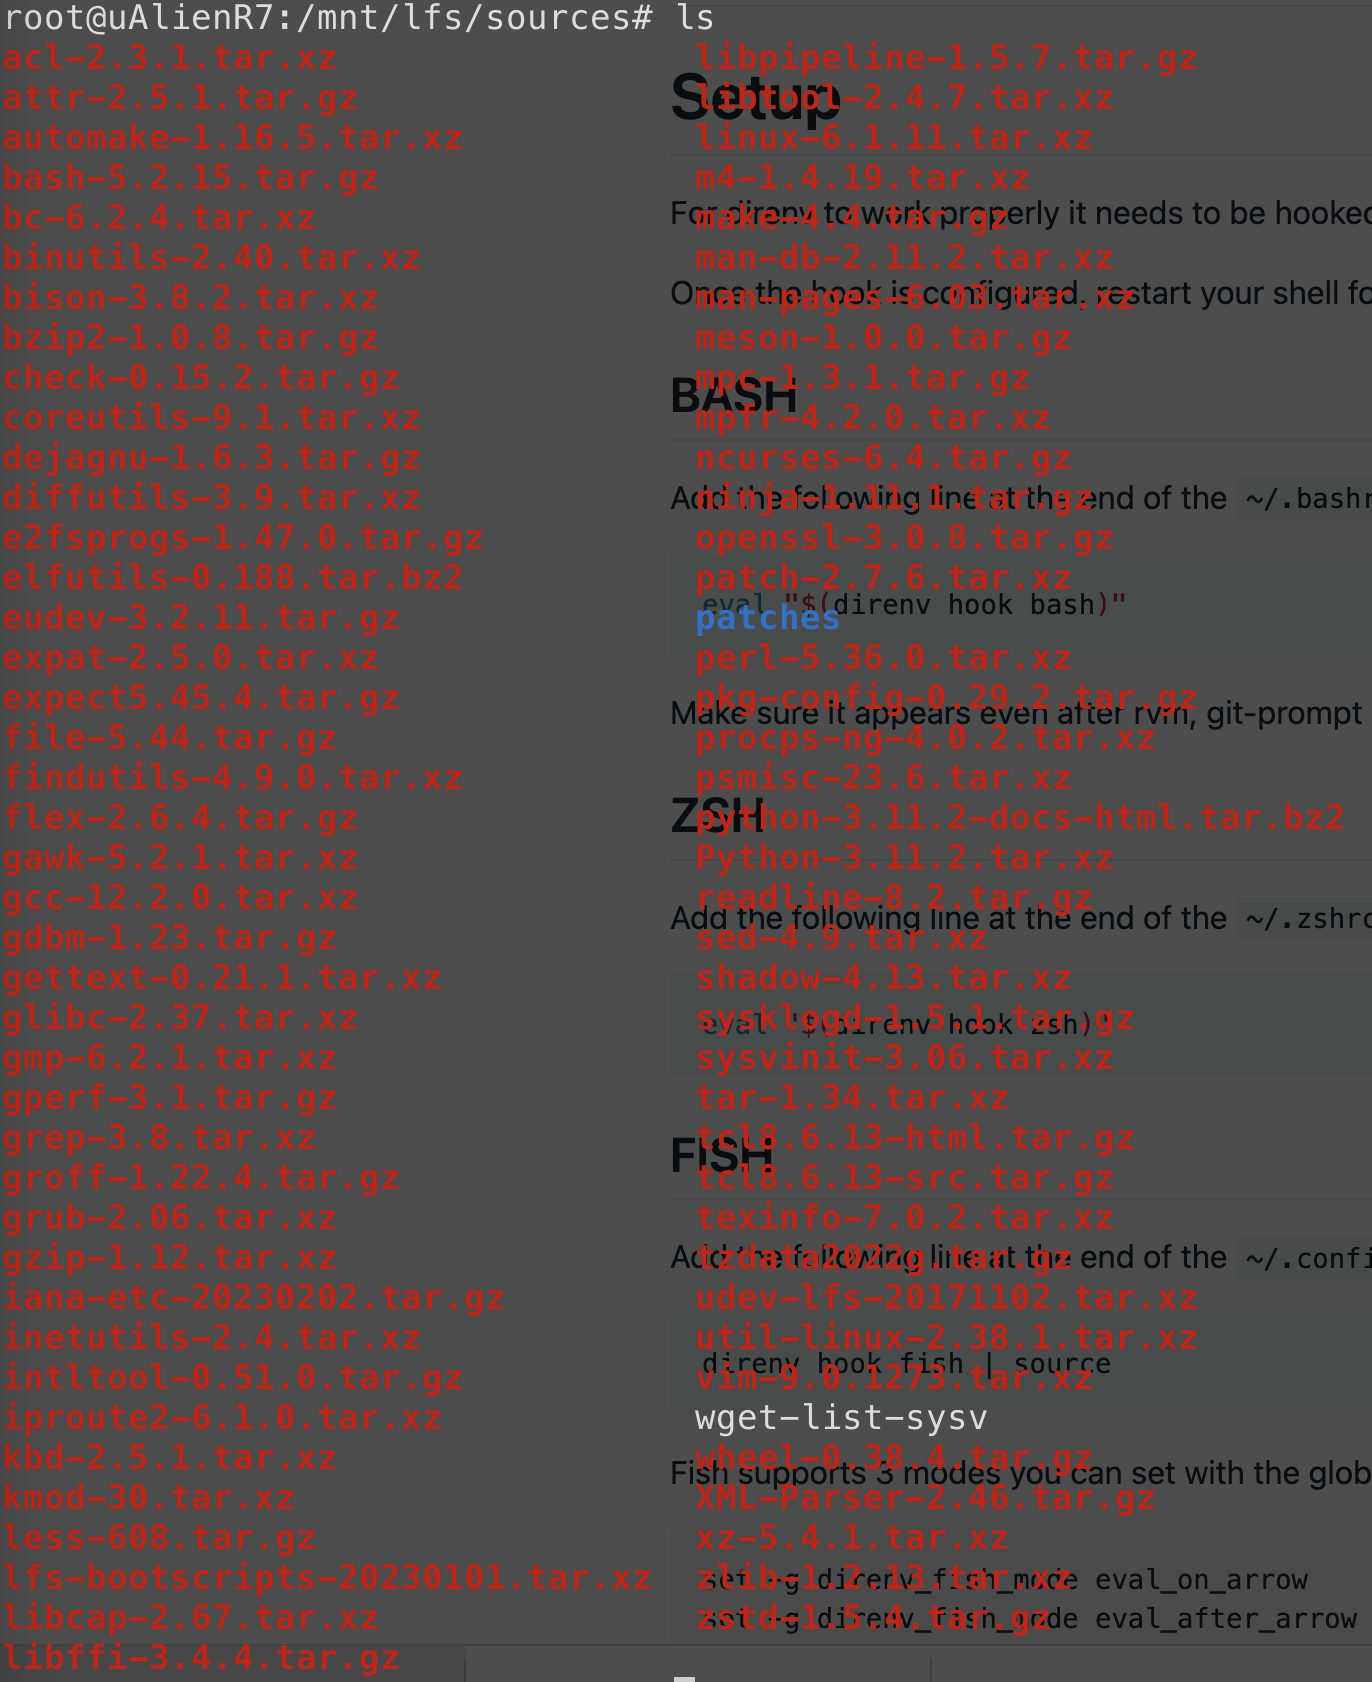 root@uAlienR7:/mnt/lfs/sources# ls
acl-2.3.1.tar.xz
attr-2.5.1.tar.gz
automake-1.16.5.tar.xz
bash-5.2.15.tar.gz
bc-6.2.4.tar.xz
binutils-2.40.tar.xz
bison-3.8.2.tar.xz
bzip2-1.0.8.tar.gz
check-0.15.2.tar.gz
coreutils-9.1.tar.xz
dejagnu-1.6.3.tar.gz
diffutils-3.9.tar.xz
e2fsprogs-1.47.0.tar.gz
elfutils-0.188.tar.bz2
eudev-3.2.11.tar.gz
expat-2.5.0.tar.xz
expect5.45.4.tar.gz
file-5.44.tar.gz
findutils-4.9.0.tar.xz
flex-2.6.4.tar.gz
gawk-5.2.1.tar.xz
gcc-12.2.0.tar.xz
gdbm-1.23.tar.gz
gettext-0.21.1.tar.xz
glibc-2.37.tar.xz
gmp-6.2.1.tar.xz
gperf-3.1.tar.gz
grep-3.8.tar.xz
groff-1.22.4.tar.gz
grub-2.06.tar.xz
gzip-1.12.tar.xz
iana-etc-20230202.tar.gz
inetutils-2.4.tar.xz
intltool-0.51.0.tar.gz
iproute2-6.1.0.tar.xz
kbd-2.5.1.tar.xz
kmod-30.tar.xz
less-608.tar.gz
lfs-bootscripts-20230101.tar.xz
libcap-2.67.tar.xz
libffi-3.4.4.tar.gz
libpipeline-1.5.7.tar.gz
libtool-2.4.7.tar.xz
linux-6.1.11.tar.xz
m4-1.4.19.tar.xz
make-4.4.tar.gz
man-db-2.11.2.tar.xz
man-pages-6.03.tar.xz
meson-1.0.0.tar.gz
mpc-1.3.1.tar.gz
mpfr-4.2.0.tar.xz
ncurses-6.4.tar.gz
ninja-1.11.1.tar.gz
openssl-3.0.8.tar.gz
patch-2.7.6.tar.xz
patches
perl-5.36.0.tar.xz
pkg-config-0.29.2.tar.gz
procps-ng-4.0.2.tar.xz
psmisc-23.6.tar.xz
python-3.11.2-docs-html.tar.bz2
Python-3.11.2.tar.xz
readline-8.2.tar.gz
sed-4.9.tar.xz
shadow-4.13.tar.xz
sysklogd-1.5.1.tar.gz
sysvinit-3.06.tar.xz
tar-1.34.tar.xz
tcl8.6.13-html.tar.gz
tcl8.6.13-src.tar.gz
texinfo-7.0.2.tar.xz
tzdata2022g.tar.gz
udev-lfs-20171102.tar.xz
util-linux-2.38.1.tar.xz
vim-9.0.1273.tar.xz
wget-list-sysv
wheel-0.38.4.tar.gz
XML-Parser-2.46.tar.gz
xz-5.4.1.tar.xz
zlib-1.2.13.tar.xz
zstd-1.5.4.tar.gz
Setup
For direnv to work properly it needs to be hooked
Once the hook is configured, restart your shell fo
BASH
Add the following line at the end of the ~/.bashr
eval "$(direnv hook bash)"
Make sure it appears even after rvm, git-prompt
ZSH
Add the following line at the end of the ~/.zshrc
eval "$(direnv hook zsh)"
FISH
Add the following line at the end of the ~/.confi
direnv hook fish | source
Fish supports 3 modes you can set with the glob
set -g direnv_fish_mode eval_on_arrow
set -g direnv_fish_mode eval_after_arrow